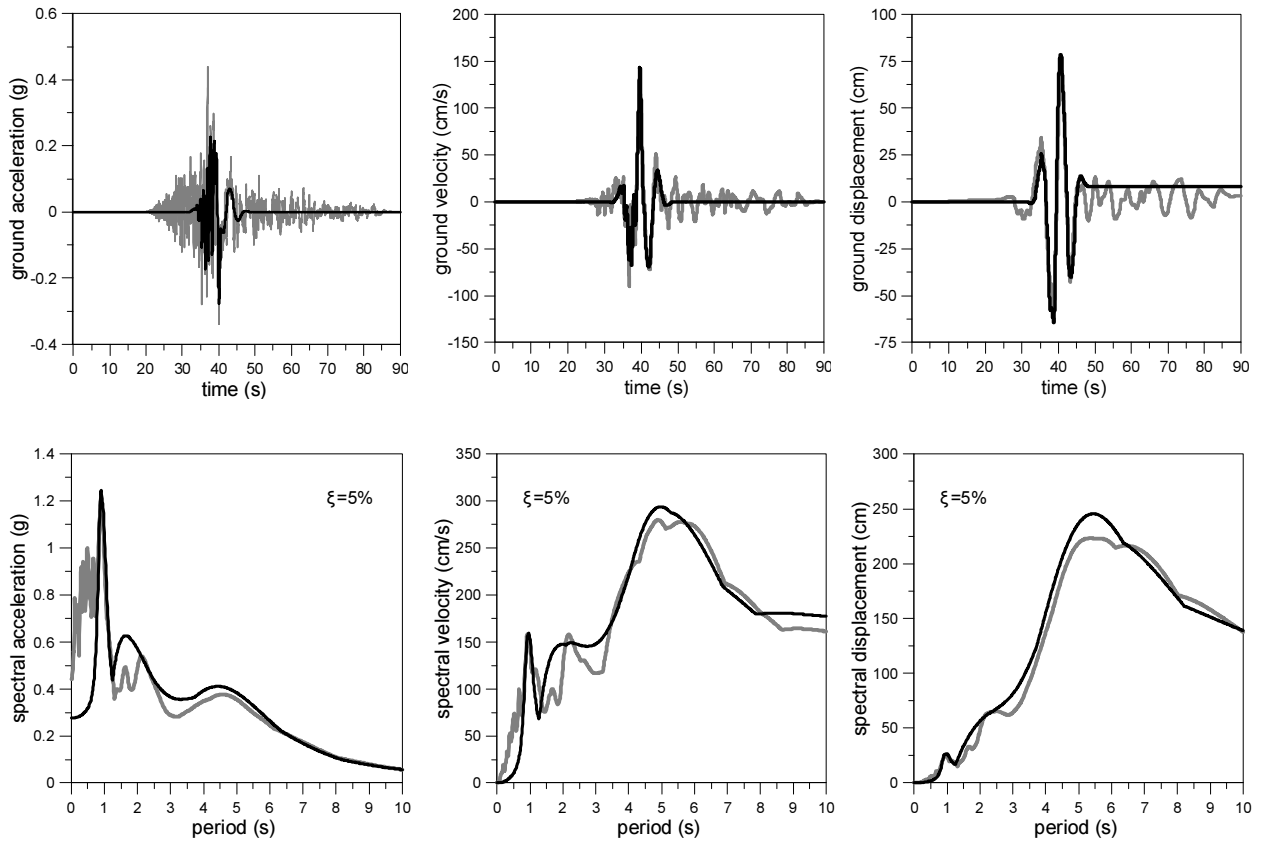 0.6
0.4
0.2
0
-0.2
-0.4
ground acceleration (g)
0 10 20 30 40 50 60 70 80 90
time (s)
200
150
100
50
0
-50
-100
-150
ground velocity (cm/s)
0 10 20 30 40 50 60 70 80 90
time (s)
100
75
50
25
0
-25
-50
-75
ground displacement (cm)
0 10 20 30 40 50 60 70 80 90
time (s)
1.4
1.2
1
0.8
0.6
0.4
0.2
0
spectral acceleration (g)
ξ=5%
0 1 2 3 4 5 6 7 8 9 10
period (s)
350
300
250
200
150
100
50
0
spectral velocity (cm/s)
ξ=5%
0 1 2 3 4 5 6 7 8 9 10
period (s)
300
250
200
150
100
50
0
spectral displacement (cm)
ξ=5%
0 1 2 3 4 5 6 7 8 9 10
period (s)